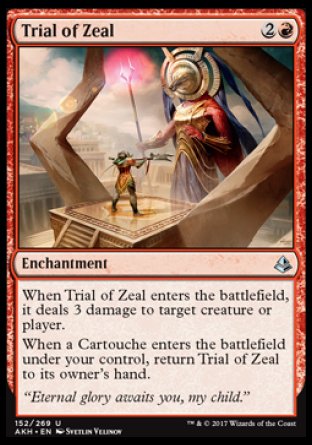 Trial of Zeal 2
Enchantment
When Trial of Zeal enters the battlefield,
it deals 3 damage to target creature or
player.
When a Cartouche enters the battlefield
under your control, return Trial of Zeal
to its owner's hand.
"Eternal glory awaits you, my child."
152/269 U
AKH • EN Svetlin Velinov ™ & © 2017 Wizards of the Coast